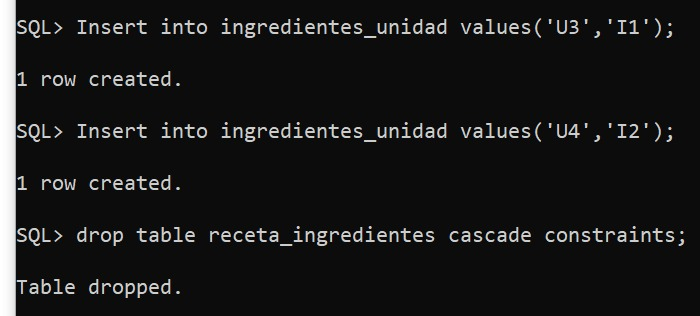 SQL> Insert into ingredientes_unidad values('U3','I1');
1 row created.
SQL> Insert into ingredientes_unidad values('U4','I2');
1 row created.
SQL> drop table receta_ingredientes cascade constraints;
Table dropped.